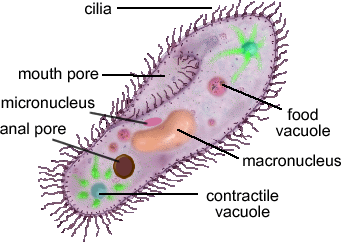 cilia
mouth pore
micronucleus
anal pore
food
vacuole
macronucleus
contractile
vacuole